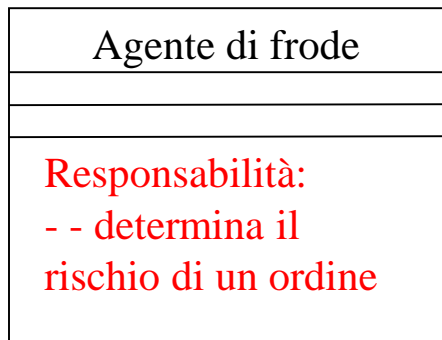 Agente di frode
Responsabilità:
- - determina il
rischio di un ordine